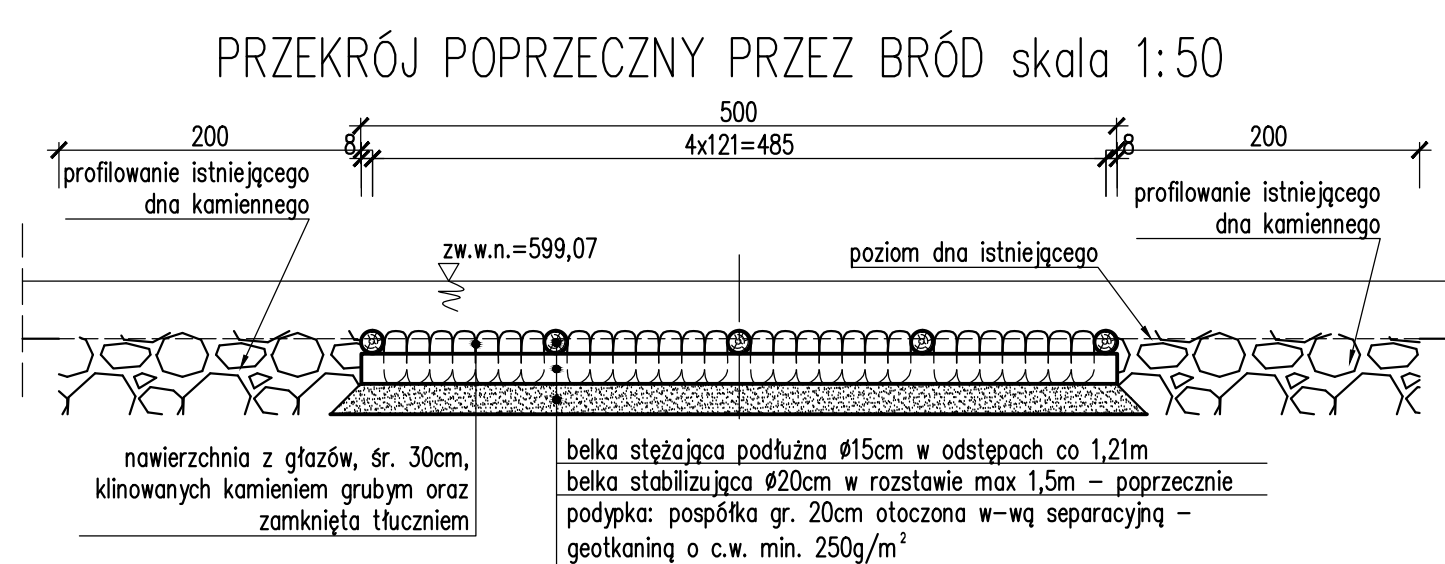 PRZEKRÓJ POPRZECZNY PRZEZ BRÓD skala 1:50
500
200
8
4x121=485
8
200
profilowanie istniejącego
dna kamiennego
profilowanie istniejącego
dna kamiennego
zw.w.n.=599,07
poziom dna istniejącego
nawierzchnia z głazów, śr. 30cm,
klinowanych kamieniem grubym oraz
zamknięta tłuczniem
belka stężająca podłużna Ø15cm w odstępach co 1,21m
belka stabilizująca Ø20cm w rozstawie max 1,5m – poprzecznie
podypka: pospółka gr. 20cm otoczona w-wą separacyjną –
geotkaniną o c.w. min. 250g/m²